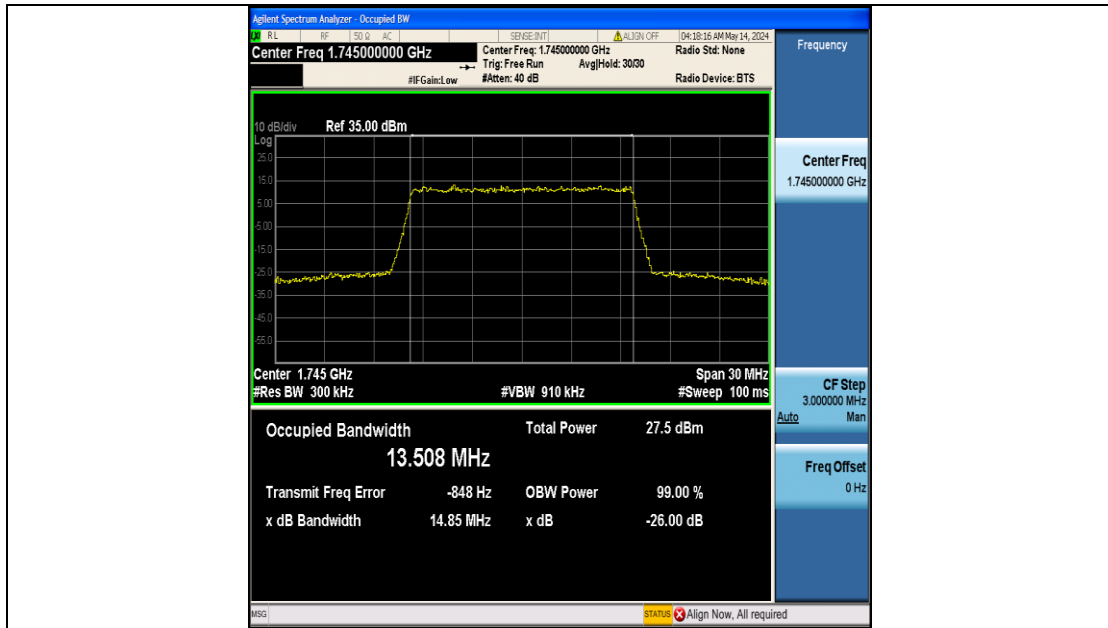 Agilent Spectrum Analyzer - Occupied BW
RL RF 50 Ω AC SENSE:INT ALIGN OFF 04:18:16 AM May 14, 2024
Center Freq 1.745000000 GHz
Center Freq: 1.745000000 GHz
Radio Std: None
Trig: Free Run Avg|Hold: 30/30
#IFGain:Low
#Atten: 40 dB
Radio Device: BTS
Frequency
10 dB/div Ref 35.00 dBm
Log
25.0
15.0
5.00
-5.00
-15.0
-25.0
-35.0
-45.0
-55.0
Center 1.745 GHz
Span 30 MHz
#Res BW 300 kHz
#VBW 910 kHz
#Sweep 100 ms
Center Freq
1.745000000 GHz
CF Step
3.000000 MHz
Auto Man
Freq Offset
0 Hz
Occupied Bandwidth
13.508 MHz
Total Power 27.5 dBm
Transmit Freq Error -848 Hz
OBW Power 99.00 %
x dB Bandwidth 14.85 MHz
x dB -26.00 dB
MSG
STATUS Align Now, All required